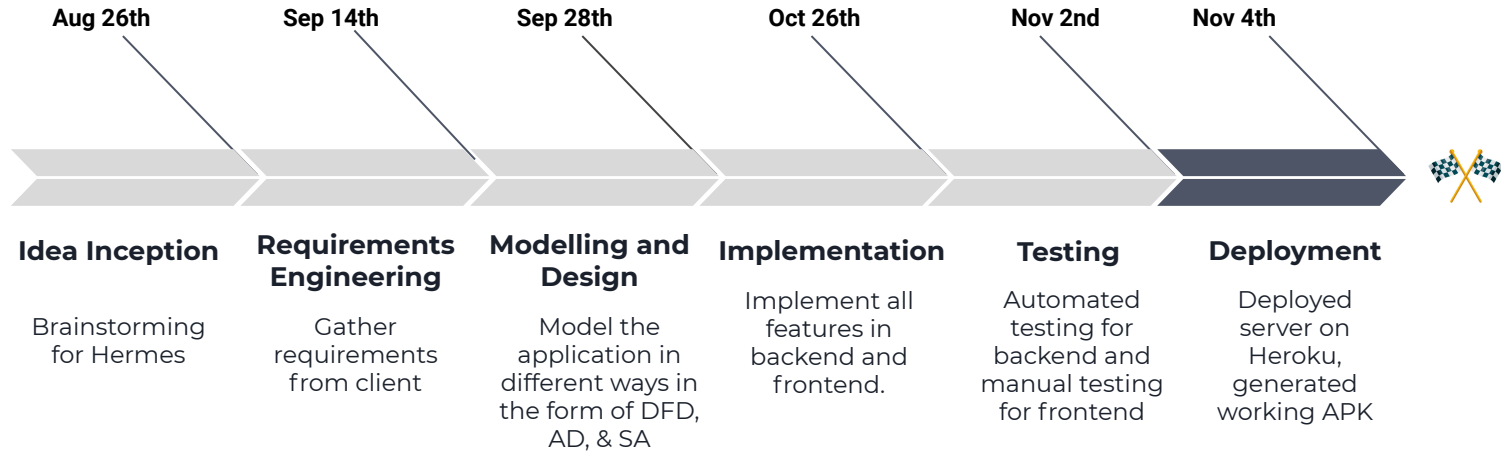 Aug 26th
Sep 14th
Sep 28th
Oct 26th
Nov 2nd
Nov 4th
Idea Inception
Brainstorming
for Hermes
Requirements
Engineering
Gather
requirements
from client
Modelling and
Design
Model the
application in
different ways in
the form of DFD,
AD, & SA
Implementation
Implement all
features in
backend and
frontend.
Testing
Automated
testing for
backend and
manual testing
for frontend
Deployment
Deployed
server on
Heroku,
generated
working APK